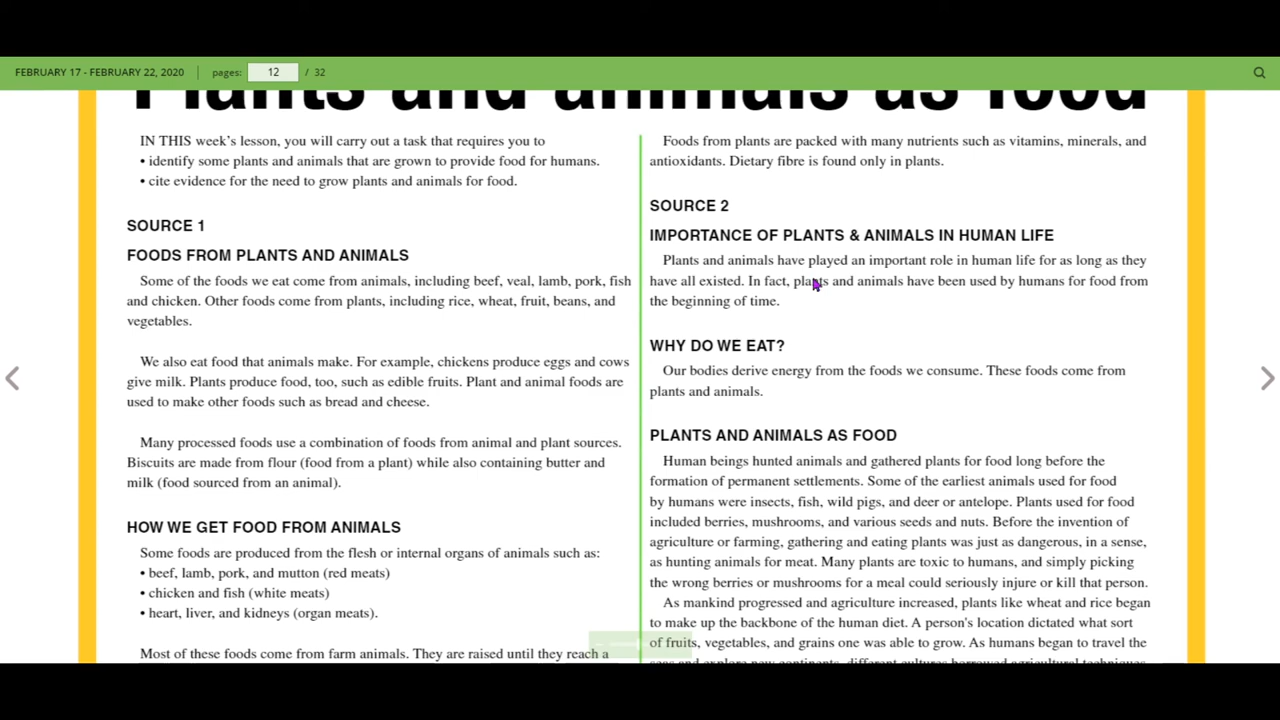 FEBRUARY 17 - FEBRUARY 22, 2020 pages: 12 / 32
Plants and animals as food
IN THIS week's lesson, you will carry out a task that requires you to
• identify some plants and animals that are grown to provide food for humans.
• cite evidence for the need to grow plants and animals for food.
SOURCE 1
FOODS FROM PLANTS AND ANIMALS
Some of the foods we eat come from animals, including beef, veal, lamb, pork, fish
and chicken. Other foods come from plants, including rice, wheat, fruit, beans, and
vegetables.
We also eat food that animals make. For example, chickens produce eggs and cows
give milk. Plants produce food, too, such as edible fruits. Plant and animal foods are
used to make other foods such as bread and cheese.
Many processed foods use a combination of foods from animal and plant sources.
Biscuits are made from flour (food from a plant) while also containing butter and
milk (food sourced from an animal).
HOW WE GET FOOD FROM ANIMALS
Some foods are produced from the flesh or internal organs of animals such as:
• beef, lamb, pork, and mutton (red meats)
• chicken and fish (white meats)
• heart, liver, and kidneys (organ meats).
Most of these foods come from farm animals. They are raised until they reach a
Foods from plants are packed with many nutrients such as vitamins, minerals, and
antioxidants. Dietary fibre is found only in plants.
SOURCE 2
IMPORTANCE OF PLANTS & ANIMALS IN HUMAN LIFE
Plants and animals have played an important role in human life for as long as they
have all existed. In fact, plants and animals have been used by humans for food from
the beginning of time.
WHY DO WE EAT?
Our bodies derive energy from the foods we consume. These foods come from
plants and animals.
PLANTS AND ANIMALS AS FOOD
Human beings hunted animals and gathered plants for food long before the
formation of permanent settlements. Some of the earliest animals used for food
by humans were insects, fish, wild pigs, and deer or antelope. Plants used for food
included berries, mushrooms, and various seeds and nuts. Before the invention of
agriculture or farming, gathering and eating plants was just as dangerous, in a sense,
as hunting animals for meat. Many plants are toxic to humans, and simply picking
the wrong berries or mushrooms for a meal could seriously injure or kill that person.
As mankind progressed and agriculture increased, plants like wheat and rice began
to make up the backbone of the human diet. A person's location dictated what sort
of fruits, vegetables, and grains one was able to grow. As humans began to travel the
seas and explore new continents, different cultures borrowed agricultural techniques